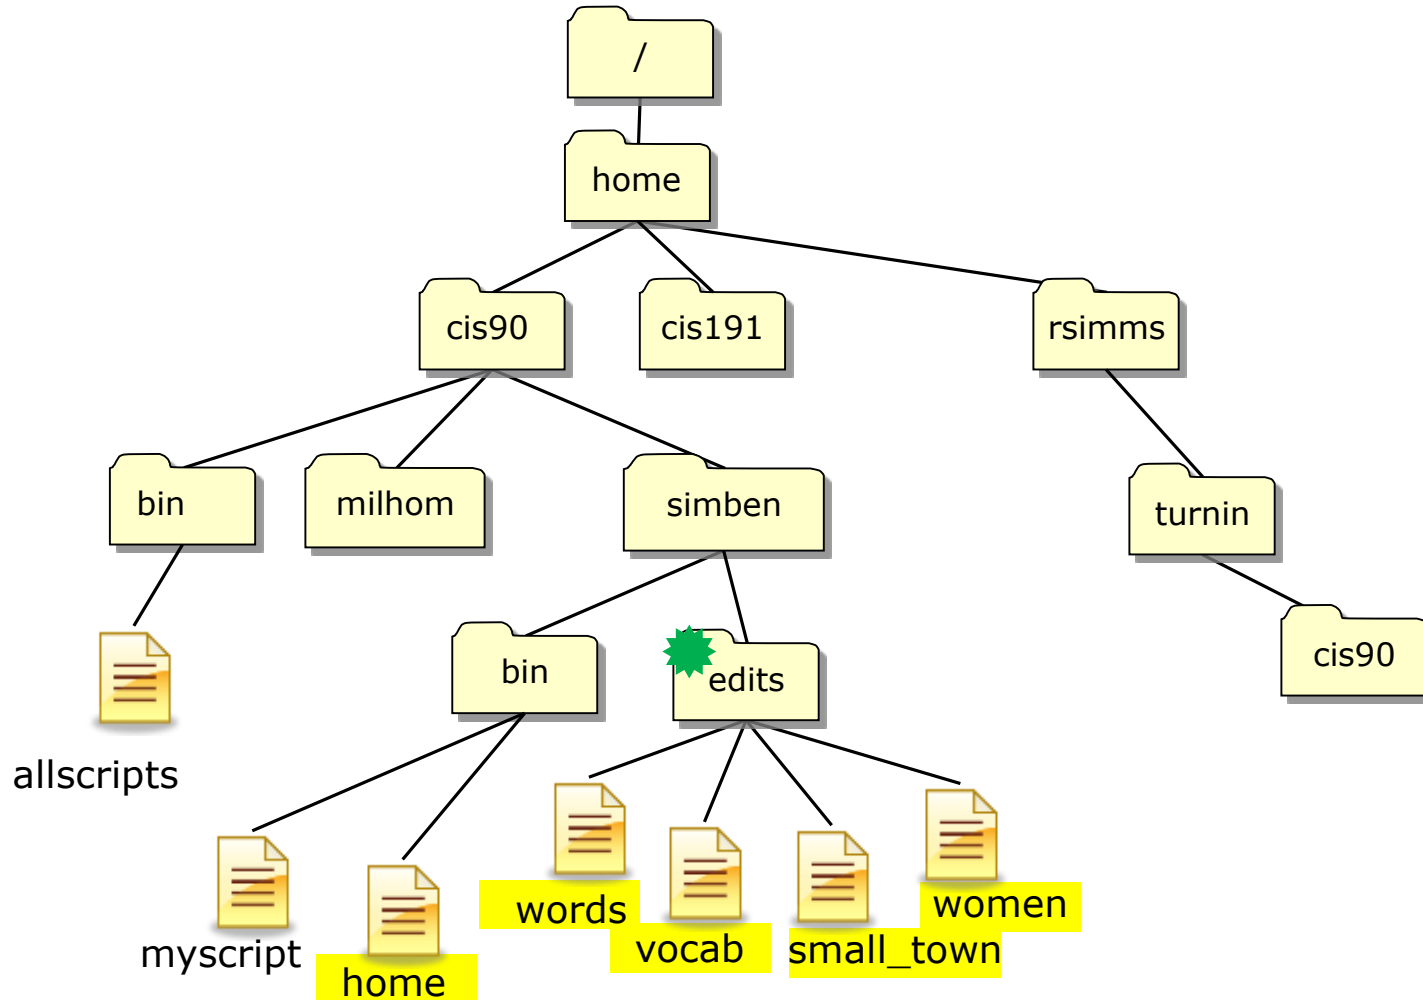 /
home
cis90
cis191
rsimms
bin
milhom
simben
turnin
bin
edits
cis90
allscripts
myscript
home
words
vocab
small_town
women